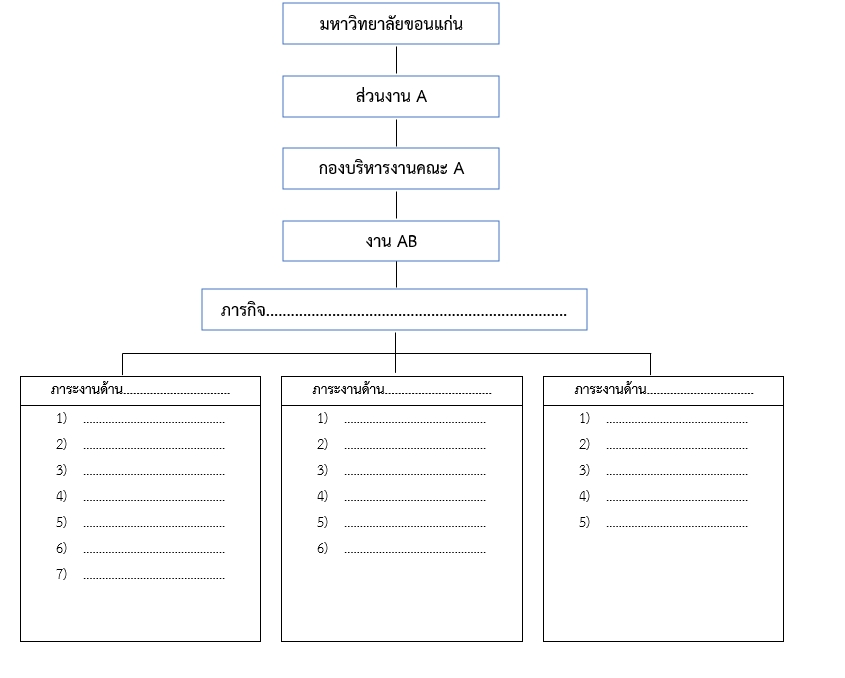 มหาวิทยาลัยขอนแก่น
ส่วนงาน A
กองบริหารงานคณะ A
งาน AB
ภารกิจ.........................................................................
ภาระงานด้าน..................................
1) ..............................................
2) ..............................................
3) ..............................................
4) ..............................................
5) ..............................................
6) ..............................................
7) ..............................................
ภาระงานด้าน..................................
1) ..............................................
2) ..............................................
3) ..............................................
4) ..............................................
5) ..............................................
6) ..............................................
ภาระงานด้าน..................................
1) ..............................................
2) ..............................................
3) ..............................................
4) ..............................................
5) ..............................................